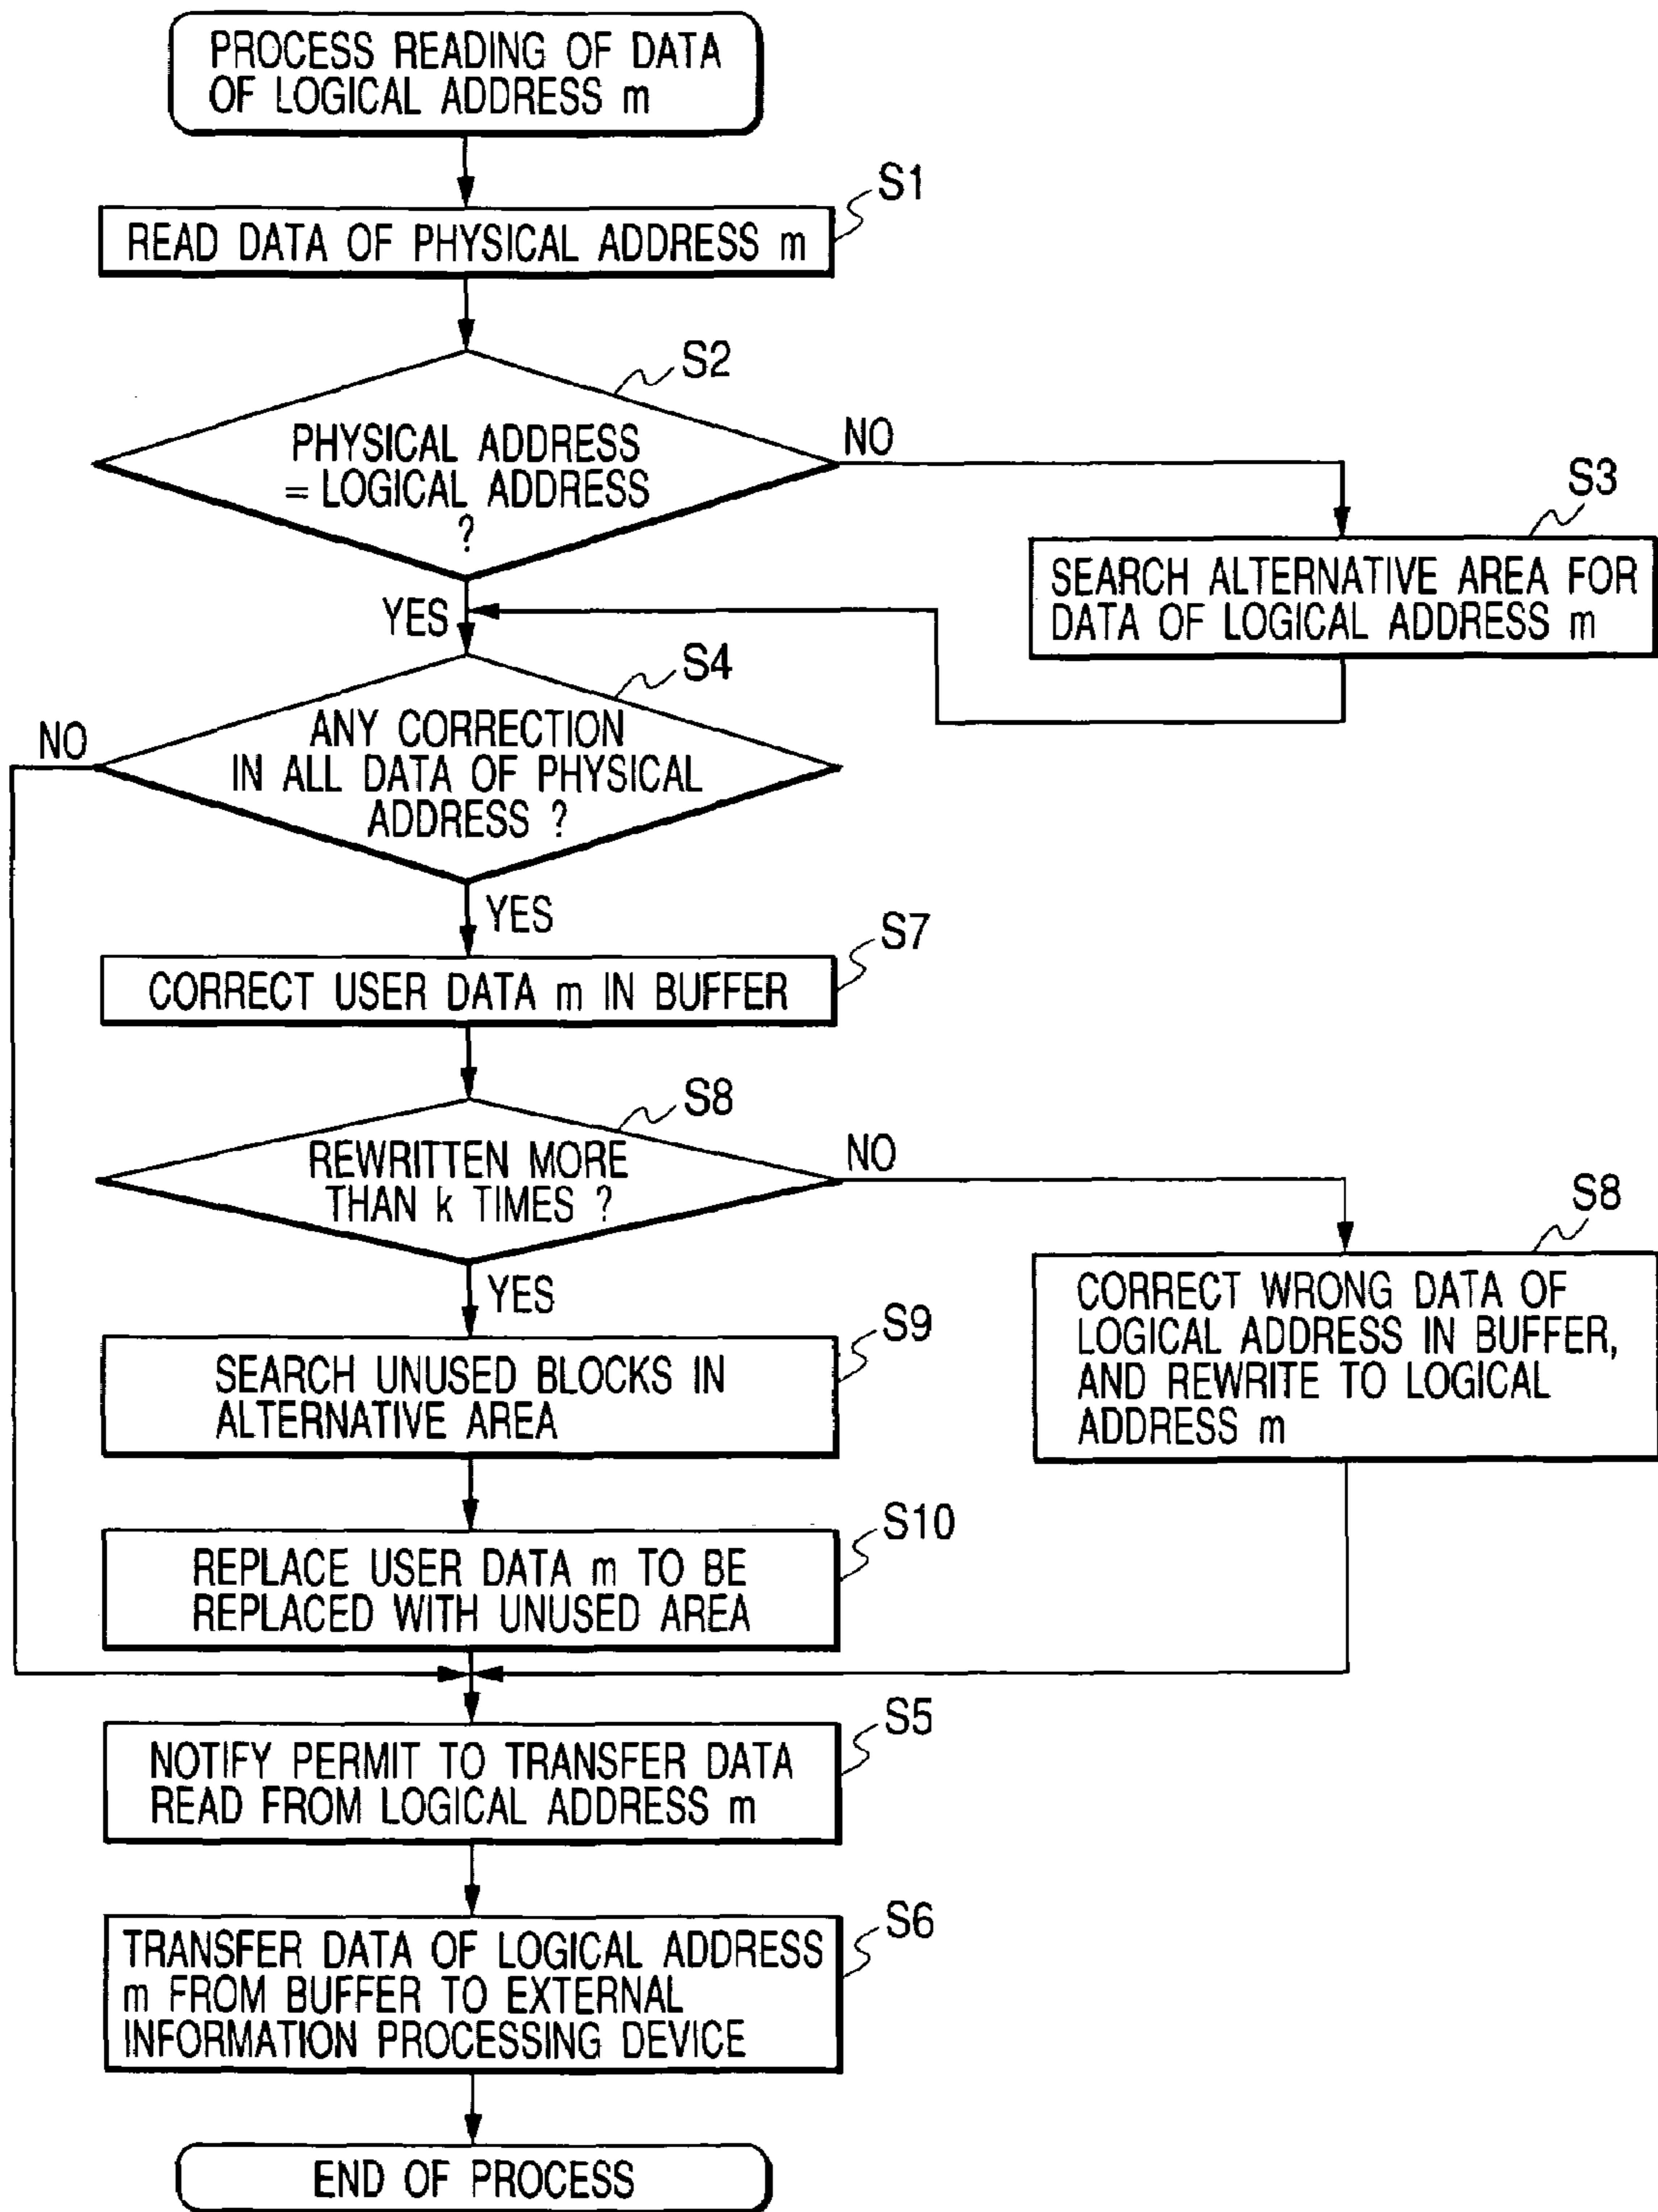 PROCESS READING OF DATA
OF LOGICAL ADDRESS m
S1
READ DATA OF PHYSICAL ADDRESS m
S2
PHYSICAL ADDRESS
= LOGICAL ADDRESS
?
NO
S3
SEARCH ALTERNATIVE AREA FOR
DATA OF LOGICAL ADDRESS m
YES
S4
ANY CORRECTION
IN ALL DATA OF PHYSICAL
ADDRESS ?
NO
YES
S7
CORRECT USER DATA m IN BUFFER
S8
REWRITTEN MORE
THAN k TIMES ?
NO
S8
CORRECT WRONG DATA OF
LOGICAL ADDRESS IN BUFFER,
AND REWRITE TO LOGICAL
ADDRESS m
YES
S9
SEARCH UNUSED BLOCKS IN
ALTERNATIVE AREA
S10
REPLACE USER DATA m TO BE
REPLACED WITH UNUSED AREA
S5
NOTIFY PERMIT TO TRANSFER DATA
READ FROM LOGICAL ADDRESS m
S6
TRANSFER DATA OF LOGICAL ADDRESS
m FROM BUFFER TO EXTERNAL
INFORMATION PROCESSING DEVICE
END OF PROCESS